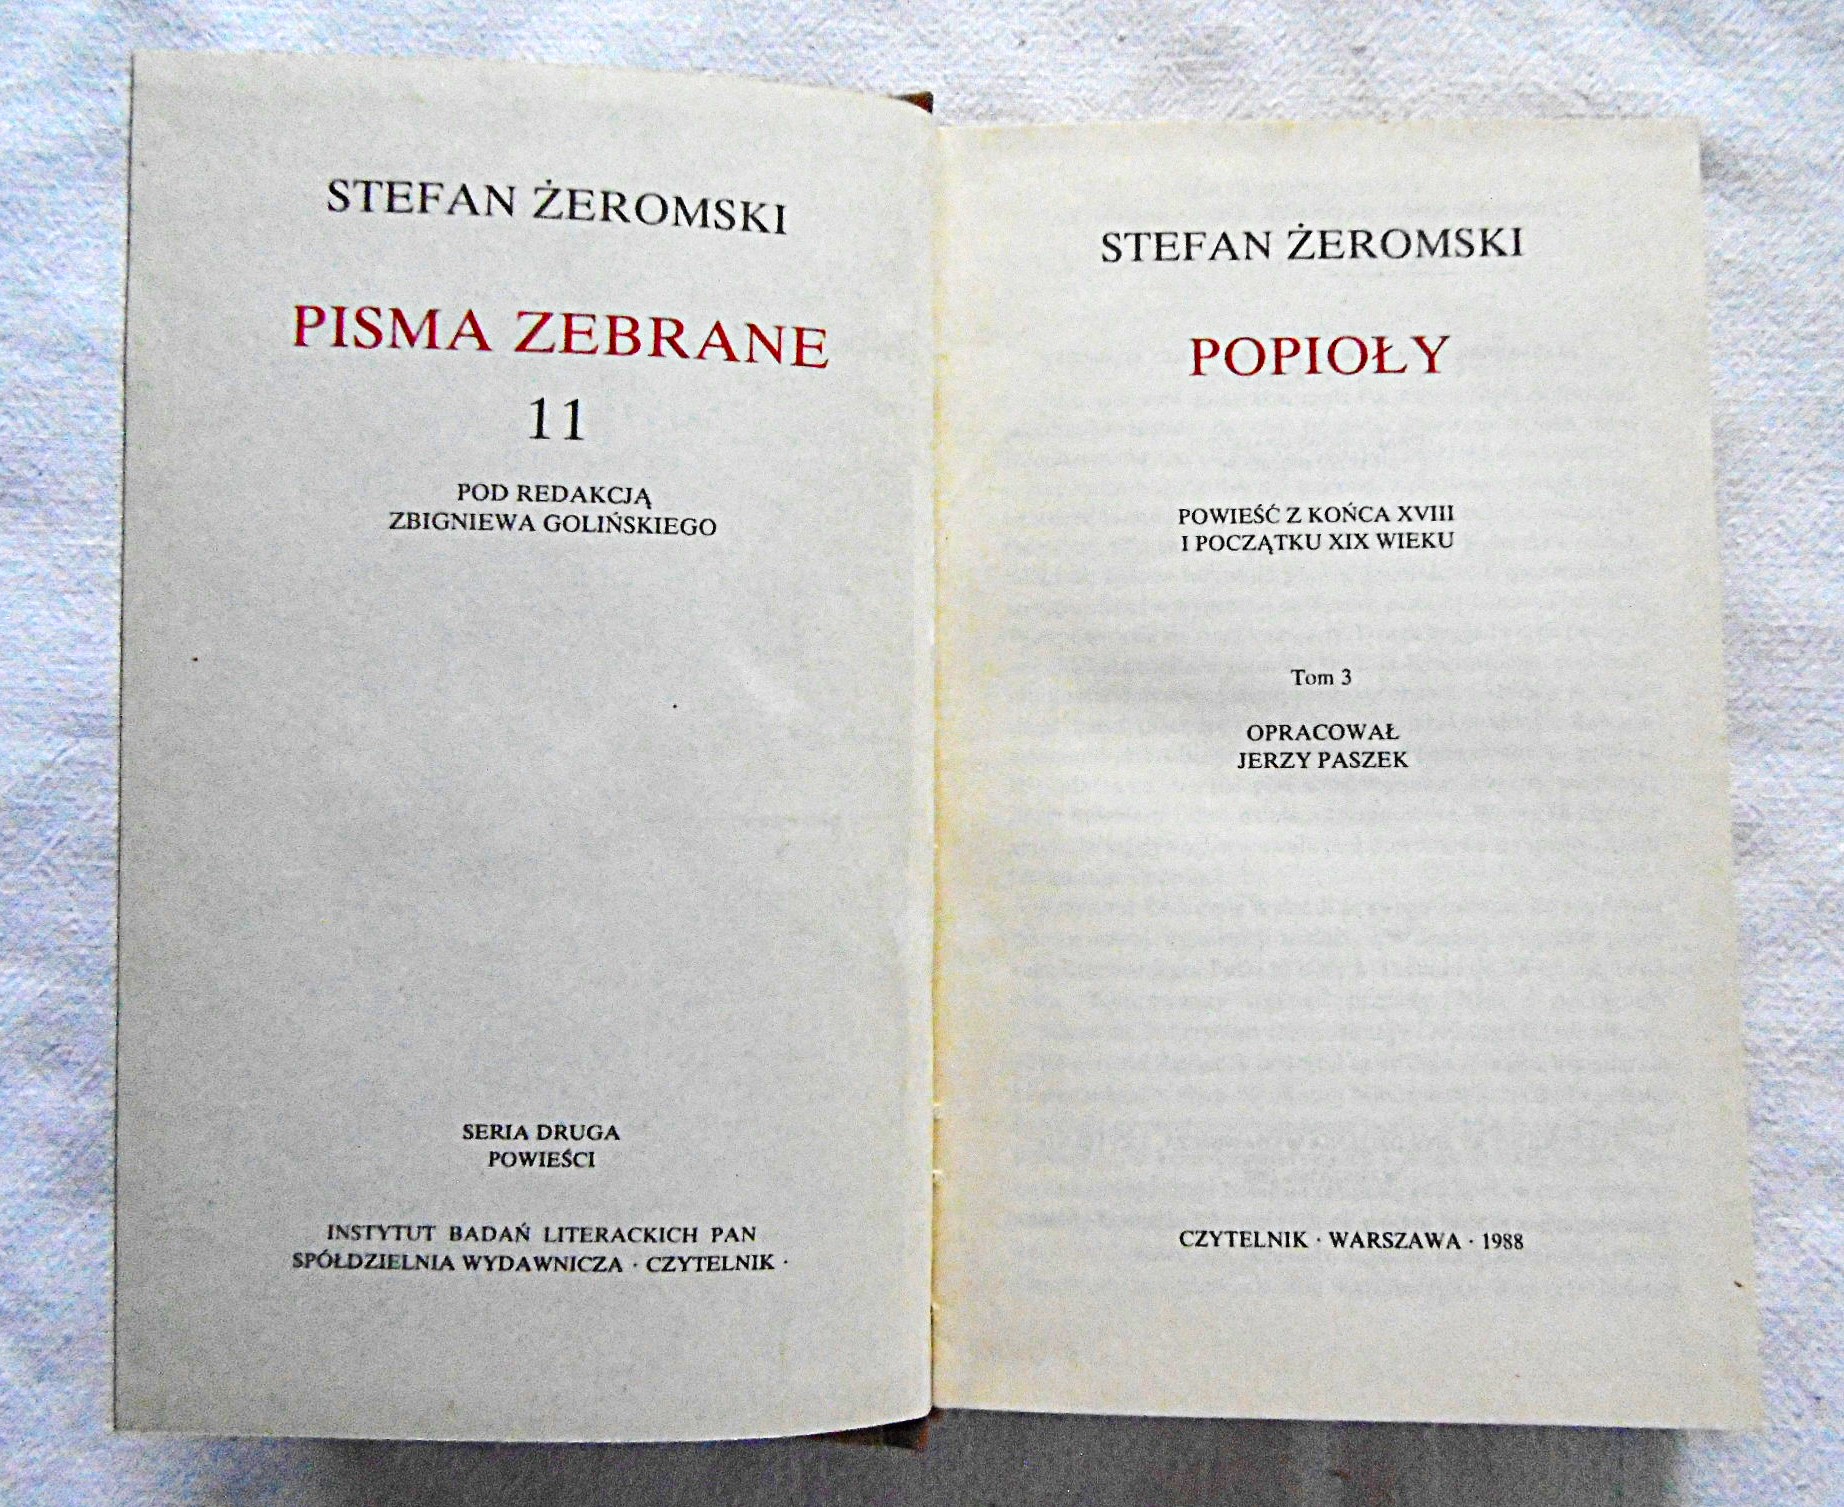 STEFAN ŻEROMSKI
PISMA ZEBRANE
11
POD REDAKCJĄ
ZBIGNIEWA GOLIŃSKIEGO
SERIA DRUGA
POWIEŚCI
INSTYTUT BADAŃ LITERACKICH PAN
SPÓŁDZIELNIA WYDAWNICZA · CZYTELNIK ·
STEFAN ŻEROMSKI
POPIOŁY
POWIEŚĆ Z KOŃCA XVIII
I POCZĄTKU XIX WIEKU
Tom 3
OPRACOWAŁ
JERZY PASZEK
CZYTELNIK · WARSZAWA · 1988